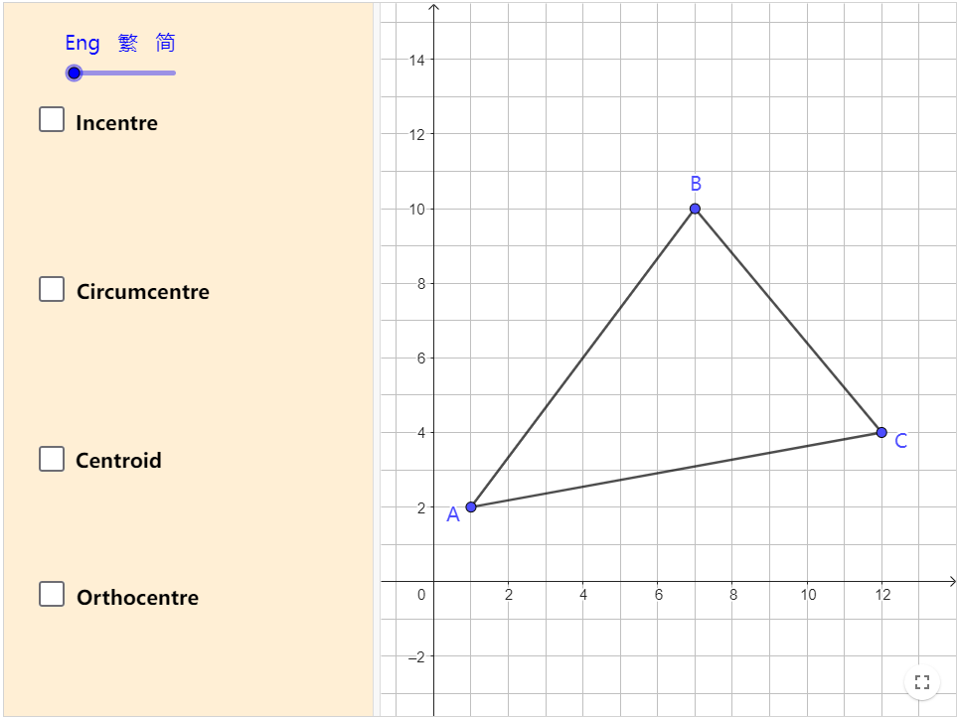 Eng 繁 简
Incentre
Circumcentre
Centroid
Orthocentre
14
12
10
8
6
4
2
0
–2
2
4
6
8
10
12
A
B
C